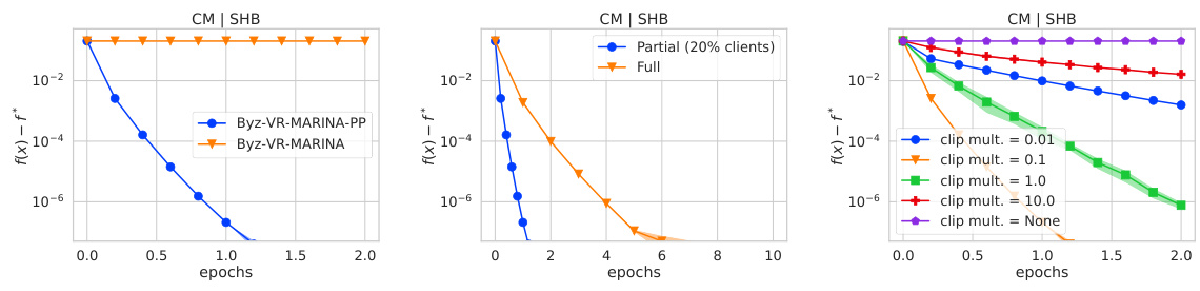 CM | SHB
f(x) − f*
10⁻²
10⁻⁴
10⁻⁶
Byz-VR-MARINA-PP
Byz-VR-MARINA
0.0 0.5 1.0 1.5 2.0
epochs
CM | SHB
f(x) − f*
10⁻²
10⁻⁴
10⁻⁶
Partial (20% clients)
Full
0 2 4 6 8 10
epochs
CM | SHB
f(x) − f*
10⁻²
10⁻⁴
10⁻⁶
clip mult. = 0.01
clip mult. = 0.1
clip mult. = 1.0
clip mult. = 10.0
clip mult. = None
0.0 0.5 1.0 1.5 2.0
epochs